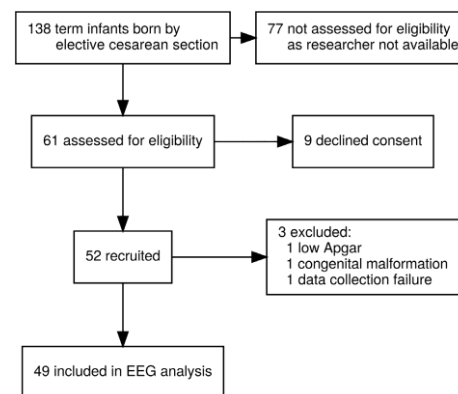 138 term infants born by
elective cesarean section
77 not assessed for eligibility
as researcher not available
61 assessed for eligibility
9 declined consent
52 recruited
3 excluded:
1 low Apgar
1 congenital malformation
1 data collection failure
49 included in EEG analysis